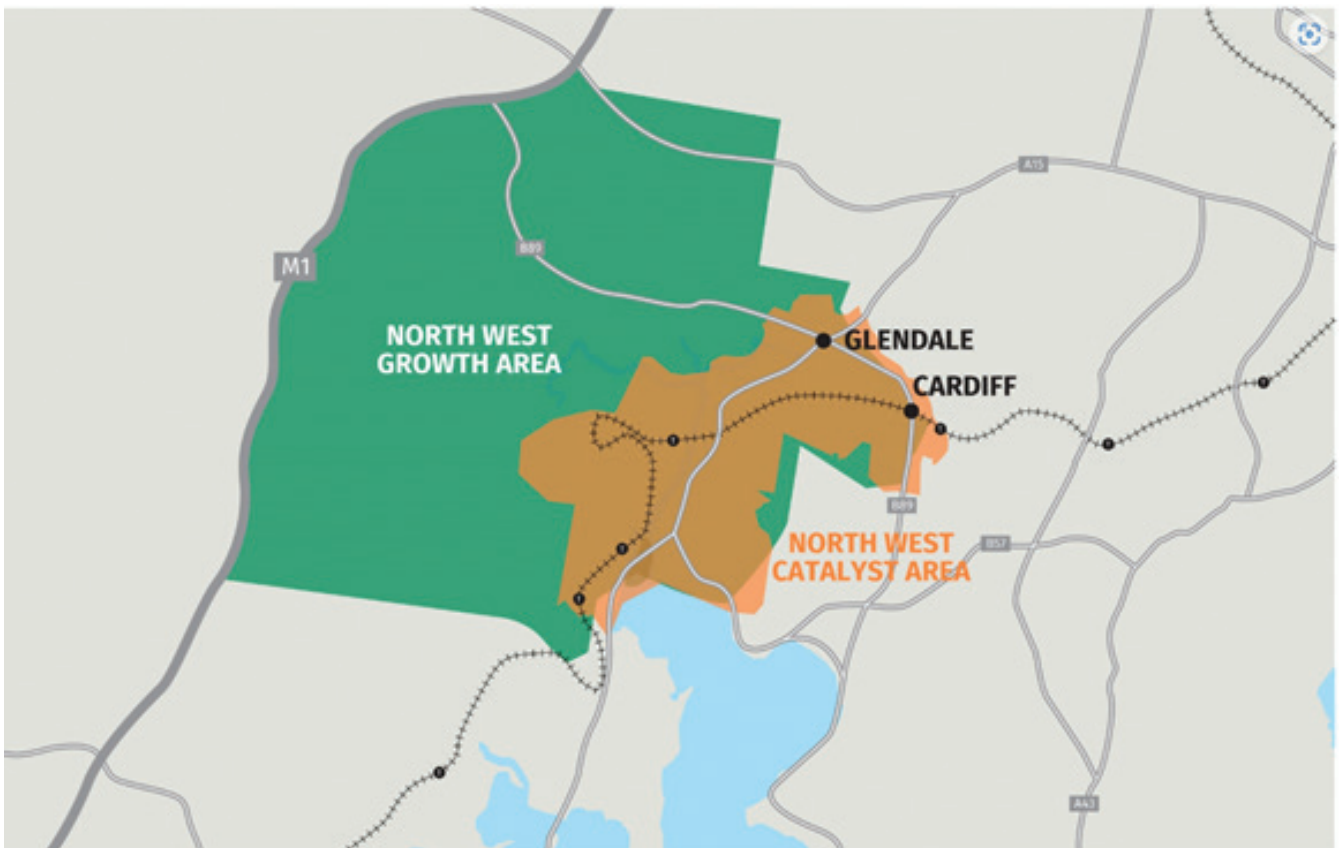 A15
B89
M1
NORTH WEST
GROWTH AREA
GLENDALE
CARDIFF
B89
NORTH WEST
CATALYST AREA
B57
A43